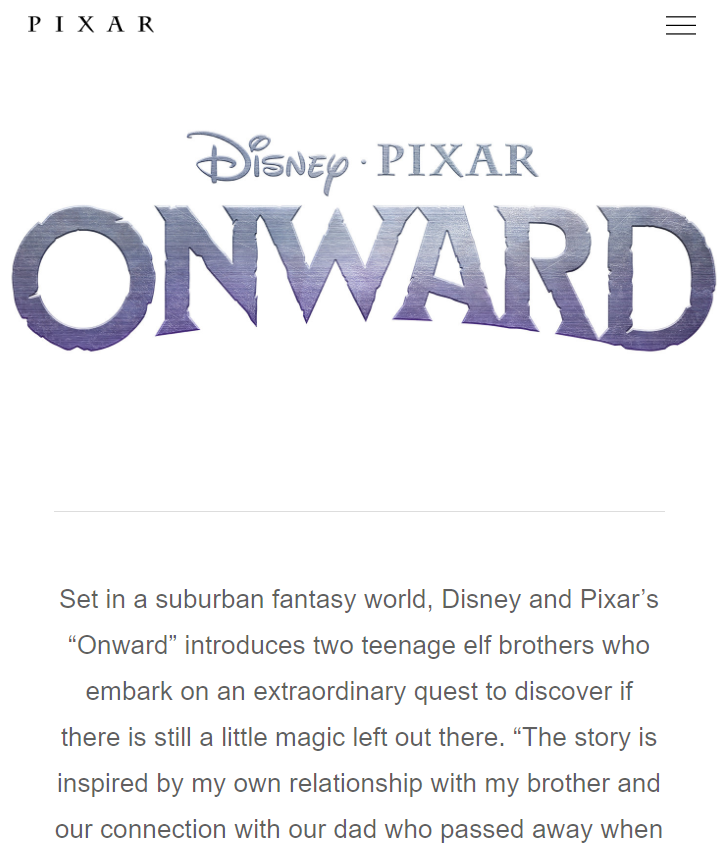 PIXAR
Disney · PIXAR
ONWARD
Set in a suburban fantasy world, Disney and Pixar’s
“Onward” introduces two teenage elf brothers who
embark on an extraordinary quest to discover if
there is still a little magic left out there. “The story is
inspired by my own relationship with my brother and
our connection with our dad who passed away when